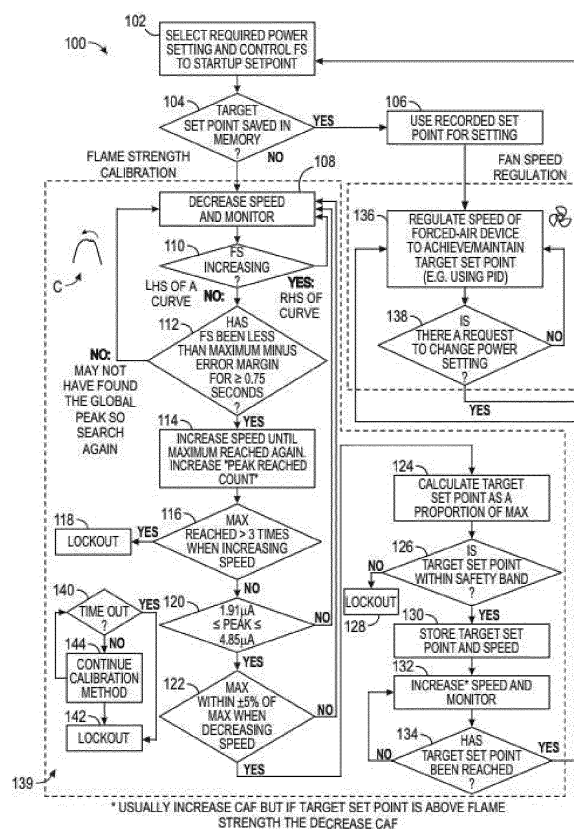 100
102
SELECT REQUIRED POWER
SETTING AND CONTROL FS
TO STARTUP SETPOINT
104
TARGET
SET POINT SAVED IN
MEMORY
?
YES
NO
106
USE RECORDED SET
POINT FOR SETTING
FLAME STRENGTH
CALIBRATION
108
DECREASE SPEED
AND MONITOR
110
FS
INCREASING
?
C
LHS OF A
CURVE
NO:
YES:
RHS OF
CURVE
112
HAS
FS BEEN LESS
THAN MAXIMUM MINUS
ERROR MARGIN
FOR ≥ 0.75
SECONDS
?
NO:
MAY NOT
HAVE FOUND
THE GLOBAL
PEAK SO
SEARCH
AGAIN
YES
114
INCREASE SPEED UNTIL
MAXIMUM REACHED AGAIN.
INCREASE "PEAK REACHED
COUNT"
116
MAX
REACHED > 3 TIMES
WHEN INCREASING
SPEED
YES
118
LOCKOUT
NO
120
1.91µA
≤ PEAK ≤
4.85µA
NO
YES
122
MAX
WITHIN ±5% OF
MAX WHEN
DECREASING
SPEED
NO
YES
140
TIME OUT
?
YES
NO
144
CONTINUE
CALIBRATION
METHOD
142
LOCKOUT
139
FAN SPEED
REGULATION
136
REGULATE SPEED OF
FORCED-AIR DEVICE
TO ACHIEVE/MAINTAIN
TARGET SET POINT
(E.G. USING PID)
138
IS
THERE A REQUEST
TO CHANGE POWER
SETTING
?
NO
YES
124
CALCULATE TARGET
SET POINT AS A
PROPORTION OF MAX
126
IS
TARGET SET POINT
WITHIN SAFETY BAND
?
NO
LOCKOUT
128
YES
130
STORE TARGET SET
POINT AND SPEED
132
INCREASE* SPEED AND
MONITOR
134
HAS
TARGET SET POINT
BEEN REACHED
?
NO
YES
* USUALLY INCREASE CAF BUT IF TARGET SET POINT IS ABOVE FLAME
STRENGTH THE DECREASE CAF